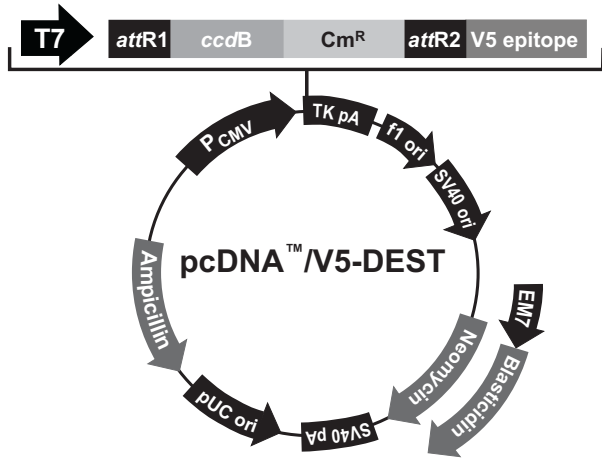 T7 attR1 ccdB CmR attR2 V5 epitope
PCMV
TK pA
f1 ori
SV40 ori
pcDNA™/V5-DEST
Ampicillin
EM7
Neomycin
Blasticidin
pUC ori
SV40 pA